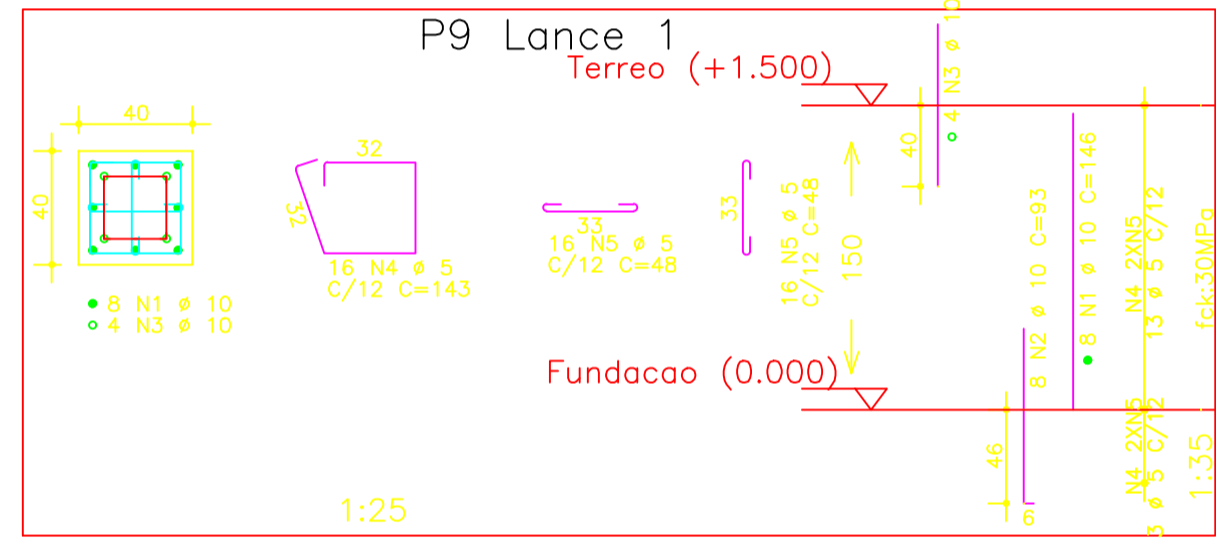 P9 Lance 1
Terreo (+1.500)
40
40
32
32
16 N4 ø 5
C/12 C=143
33
16 N5 ø 5
C/12 C=48
33
16 N5 ø 5
C/12 C=48
150
40
4 N3 ø 10
8 N2 ø 10 C=93
8 N1 ø 10 C=146
N4 2XN5
13 ø 5 C/12
fck:30MPa
8 N1 ø 10
4 N3 ø 10
Fundacao (0.000)
46
6
N4 2XN5
3 ø 5 C/12
1:35
1:25